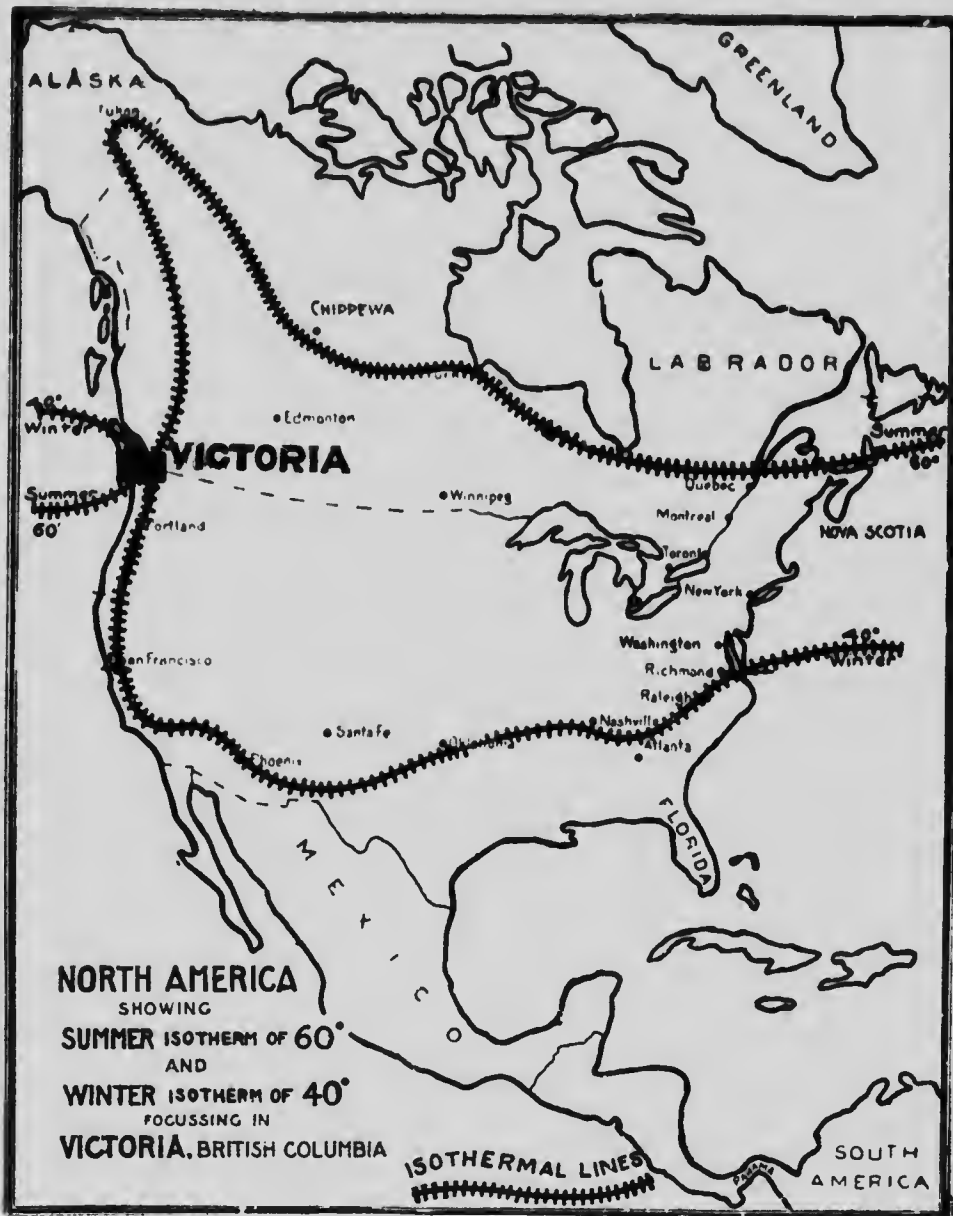 GREENLAND
ALASKA
Yukon
CHIPPEWA
LABRADOR
Edmonton
40°
Winter
Summer
60°
VICTORIA
Winnipeg
Quebec
Summer
60°
Portland
Montreal
NOVA SCOTIA
Toronto
New York
Washington
40°
Winter
San Francisco
Richmond
Raleigh
Santa Fe
Nashville
Oklahoma
Atlanta
Phoenix
FLORIDA
MEXICO
NORTH AMERICA
SHOWING
SUMMER ISOTHERM OF 60°
AND
WINTER ISOTHERM OF 40°
FOCUSSING IN
VICTORIA, BRITISH COLUMBIA
ISOTHERMAL LINES
PANAMA
SOUTH
AMERICA